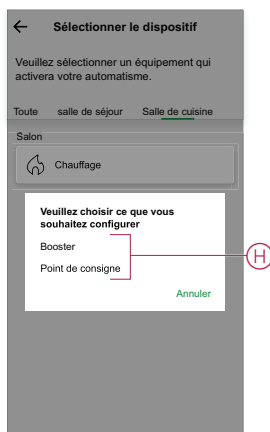 Sélectionner le dispositif
Veuillez sélectionner un équipement qui
activera votre automatisme.
Toute salle de séjour Salle de cuisine
Salon
Chauffage
Veuillez choisir ce que vous
souhaitez configurer
Booster
Point de consigne
H
Annuler